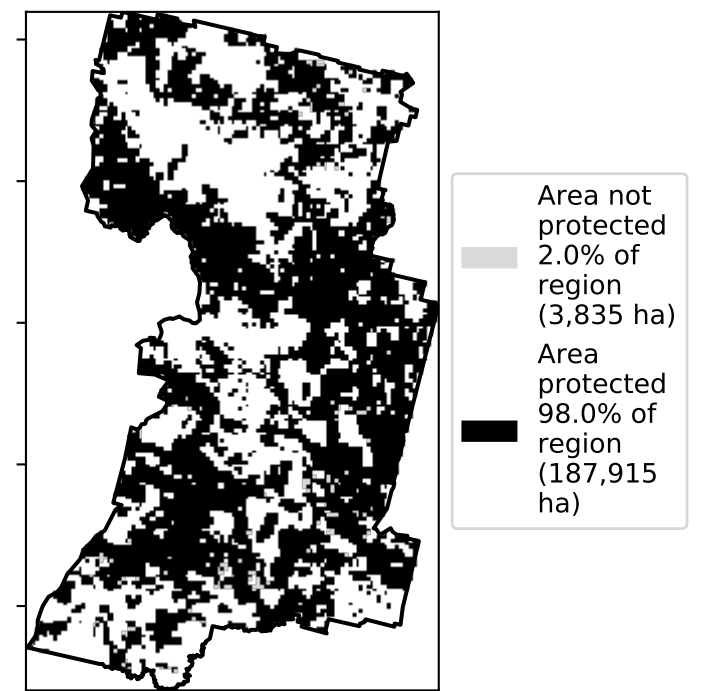 Area not
protected
2.0% of
region
(3,835 ha)
Area
protected
98.0% of
region
(187,915
ha)